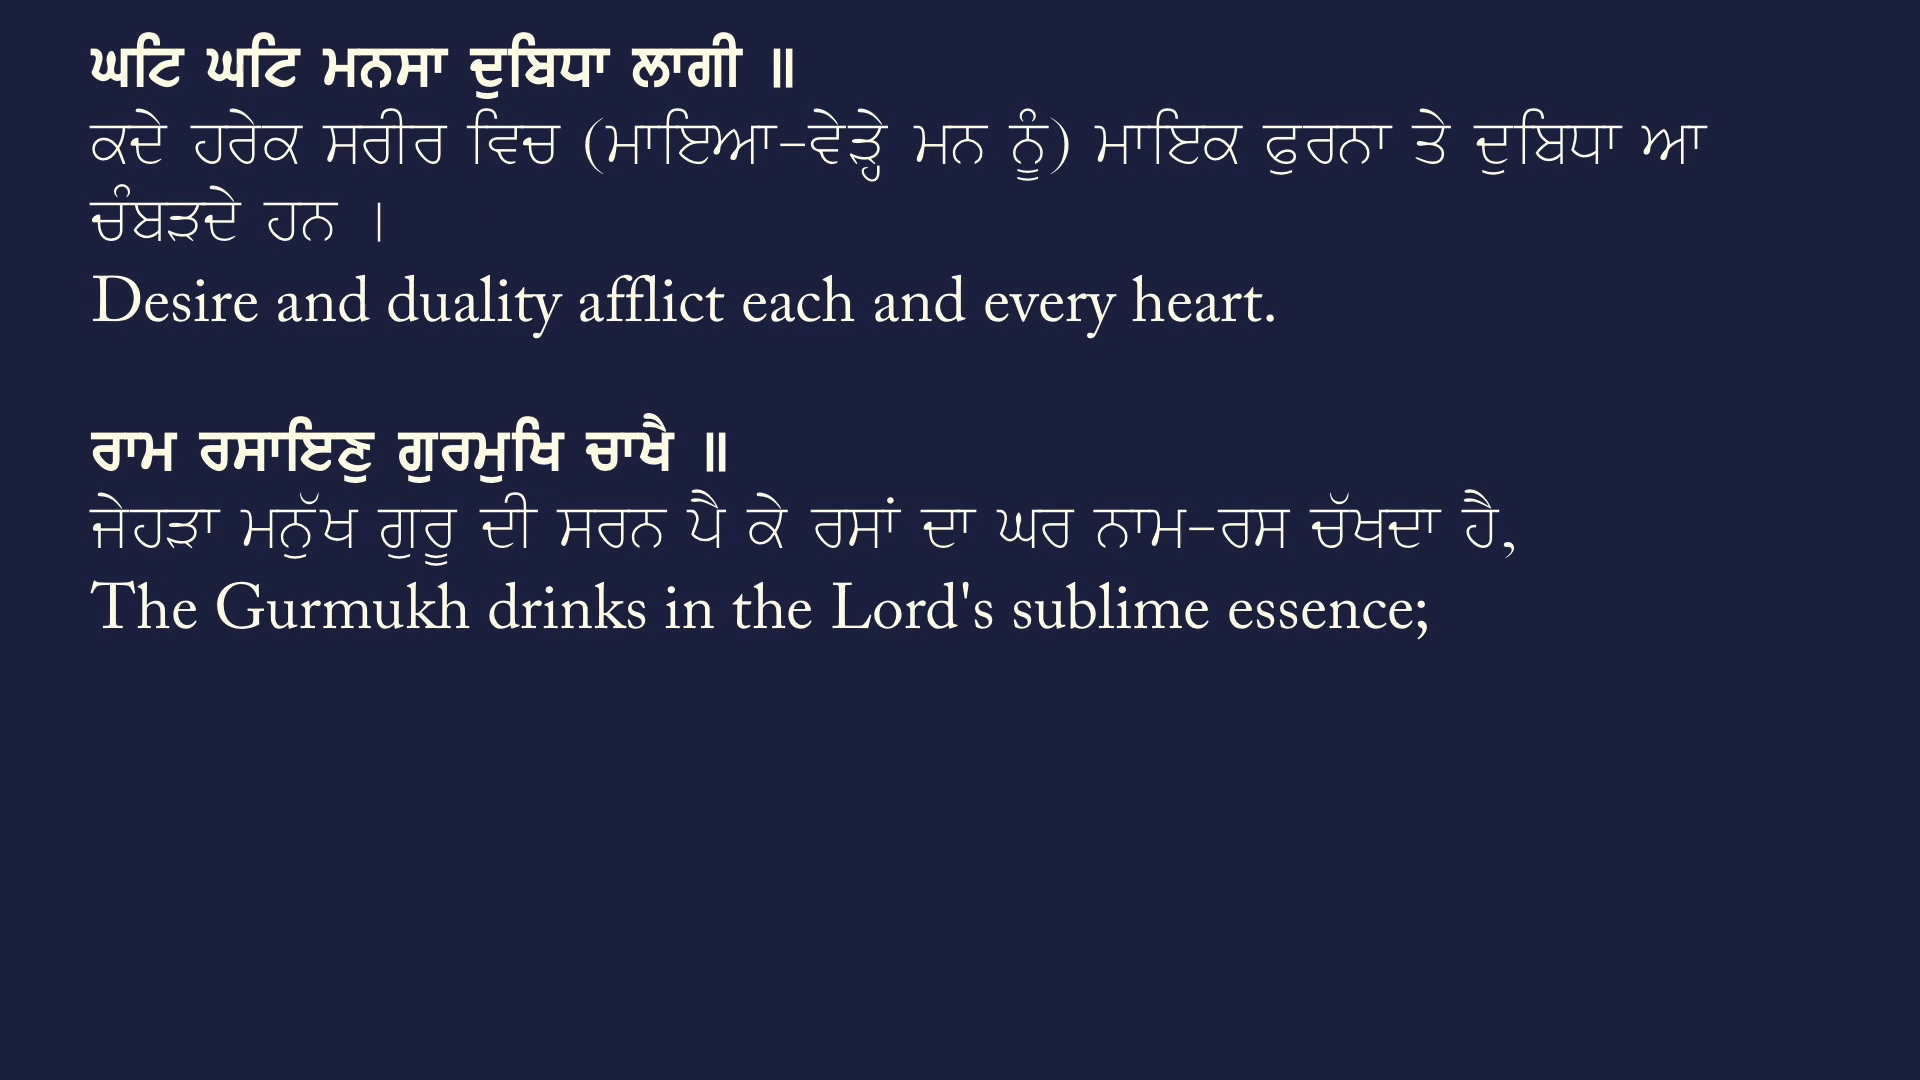 ਘਟਿ ਘਟਿ ਮਨਸਾ ਦੁਬਿਧਾ ਲਾਗੀ ॥
ਕਦੇ ਹਰੇਕ ਸਰੀਰ ਵਿਚ (ਮਾਇਆ-ਵੇੜ੍ਹੇ ਮਨ ਨੂੰ) ਮਾਇਕ ਫੁਰਨਾ ਤੇ ਦੁਬਿਧਾ ਆ
ਚੰਬੜਦੇ ਹਨ ।
Desire and duality afflict each and every heart.
ਰਾਮ ਰਸਾਇਣੁ ਗੁਰਮੁਖਿ ਚਾਖੈ ॥
ਜੇਹੜਾ ਮਨੁੱਖ ਗੁਰੂ ਦੀ ਸਰਨ ਪੈ ਕੇ ਰਸਾਂ ਦਾ ਘਰ ਨਾਮ-ਰਸ ਚੱਖਦਾ ਹੈ,
The Gurmukh drinks in the Lord's sublime essence;